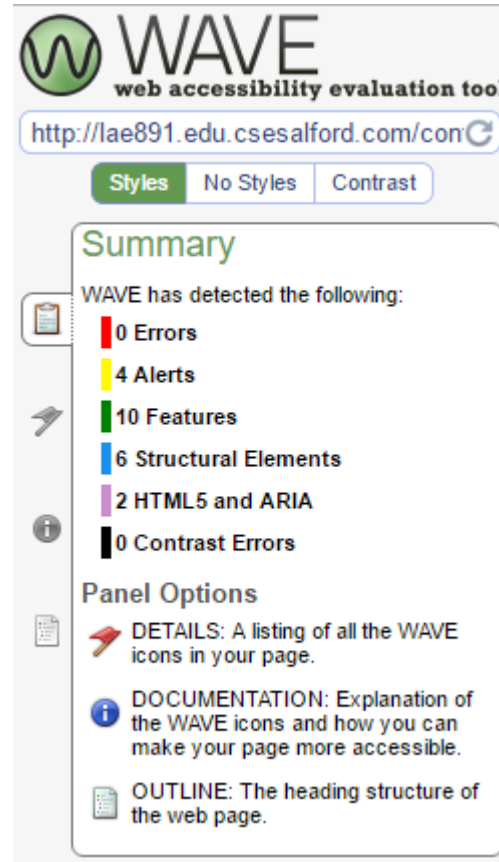 WAVE
web accessibility evaluation too
http://lae891.edu.csesalford.com/con
Styles No Styles Contrast
Summary
WAVE has detected the following:
0 Errors
4 Alerts
10 Features
6 Structural Elements
2 HTML5 and ARIA
0 Contrast Errors
Panel Options
DETAILS: A listing of all the WAVE
icons in your page.
DOCUMENTATION: Explanation of
the WAVE icons and how you can
make your page more accessible.
OUTLINE: The heading structure of
the web page.